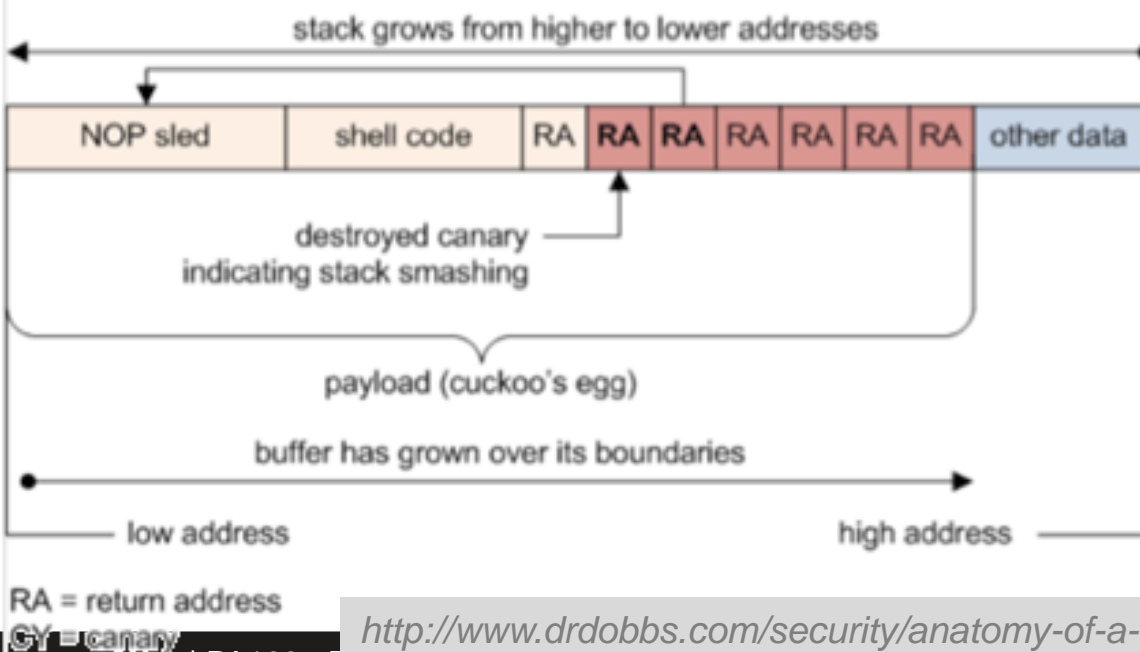 stack grows from higher to lower addresses
NOP sled shell code RA RA RA RA RA RA RA other data
destroyed canary
indicating stack smashing
payload (cuckoo's egg)
buffer has grown over its boundaries
low address high address
RA = return address
CY = canary
http://www.drdobbs.com/security/anatomy-of-a-